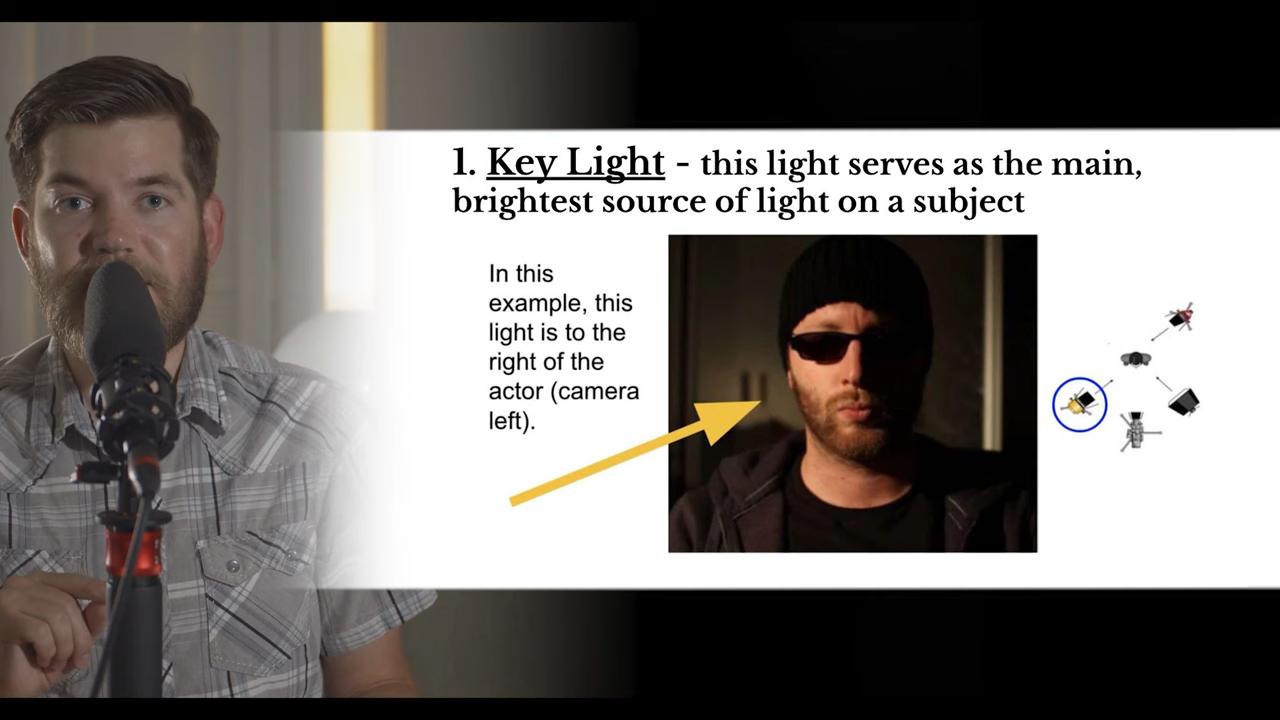 1. Key Light - this light serves as the main,
brightest source of light on a subject
In this
example, this
light is to the
right of the
actor (camera
left).